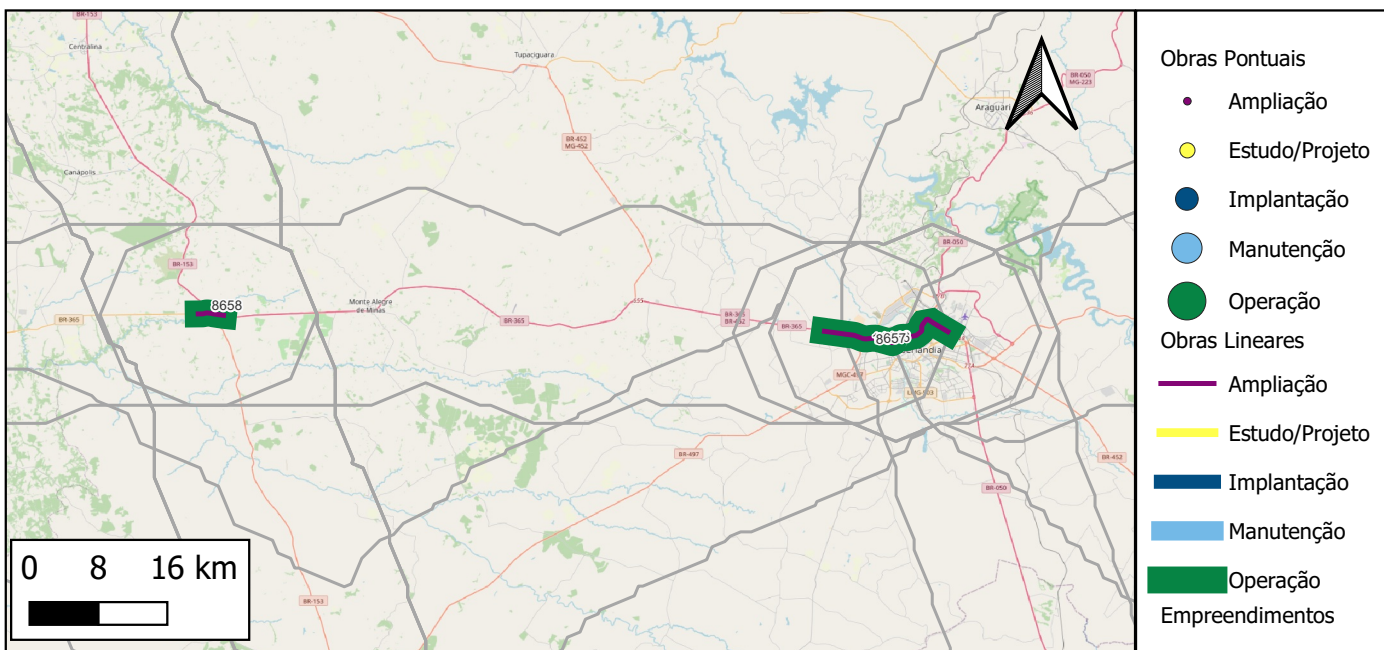 BR-153
Centralina
Tupaciguara
BR-050
MG-223
Araguari
BR-452
MG-452
Canápolis
BR-050
BR-153
8658
Monte Alegre
de Minas
BR-365
BR-365
BR-365
BR-452
BR-365
8657
MGC-497
BR-497
BR-452
BR-050
BR-153
0 8 16 km
Obras Pontuais
Ampliação
Estudo/Projeto
Implantação
Manutenção
Operação
Obras Lineares
Ampliação
Estudo/Projeto
Implantação
Manutenção
Operação
Empreendimentos